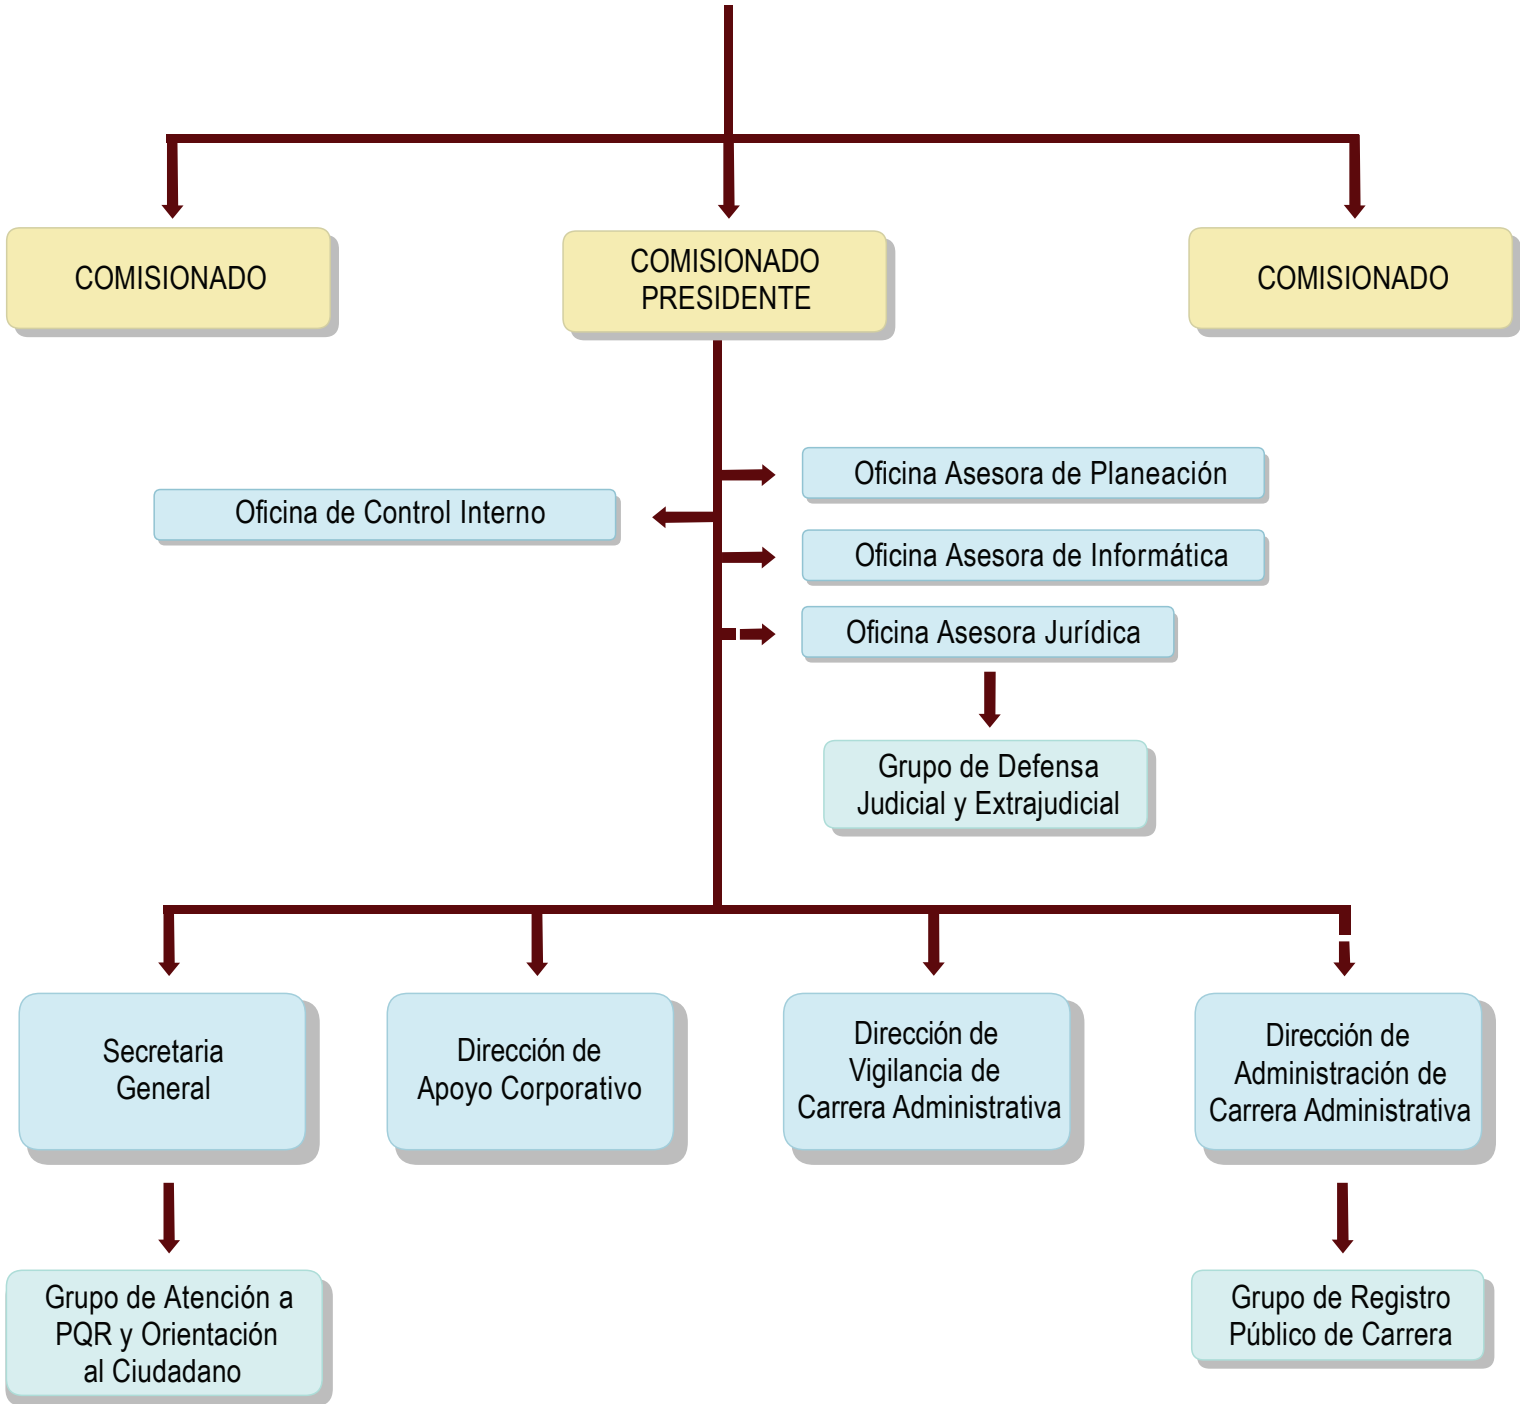 COMISIONADO
COMISIONADO
PRESIDENTE
COMISIONADO
Oficina Asesora de Planeación
Oficina de Control Interno
Oficina Asesora de Informática
Oficina Asesora Jurídica
Grupo de Defensa
Judicial y Extrajudicial
Secretaria
General
Dirección de
Apoyo Corporativo
Dirección de
Vigilancia de
Carrera Administrativa
Dirección de
Administración de
Carrera Administrativa
Grupo de Atención a
PQR y Orientación
al Ciudadano
Grupo de Registro
Público de Carrera